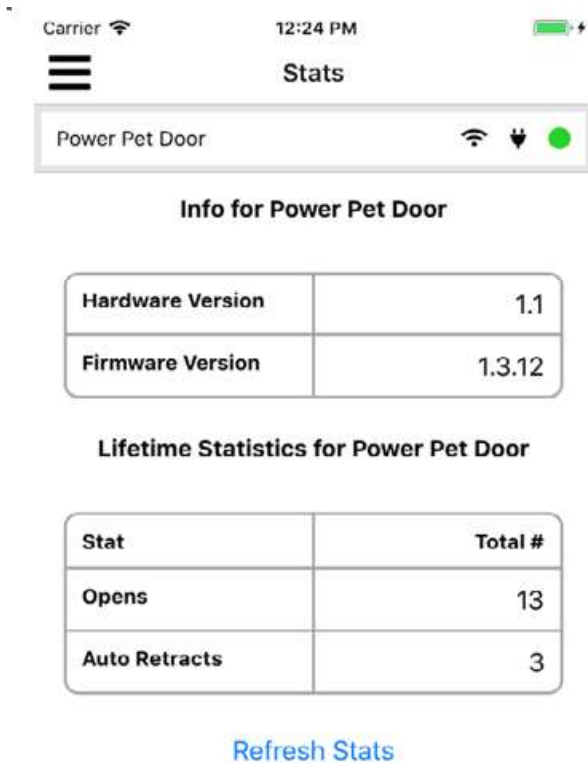 Carrier 12:24 PM
Stats
Power Pet Door
Info for Power Pet Door
Hardware Version 1.1
Firmware Version 1.3.12
Lifetime Statistics for Power Pet Door
Stat Total #
Opens 13
Auto Retracts 3
Refresh Stats